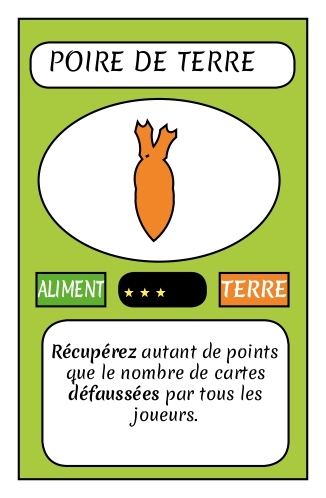 POIRE DE TERRE
ALIMENT
TERRE
Récupérez autant de points
que le nombre de cartes
défaussées par tous les
joueurs.